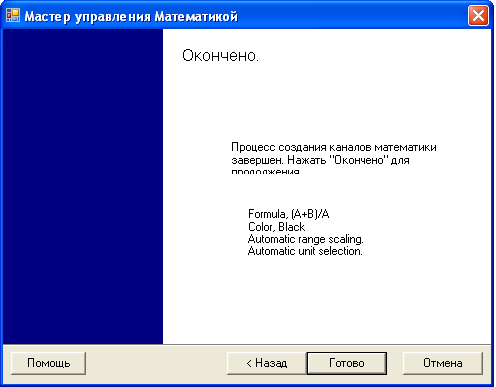 Мастер управления Математикой
Окончено.
Процесс создания каналов математики
завершен. Нажать "Окончено" для
продолжения
Formula, (A+B)/A
Color, Black
Automatic range scaling.
Automatic unit selection.
Помощь
< Назад
Готово
Отмена